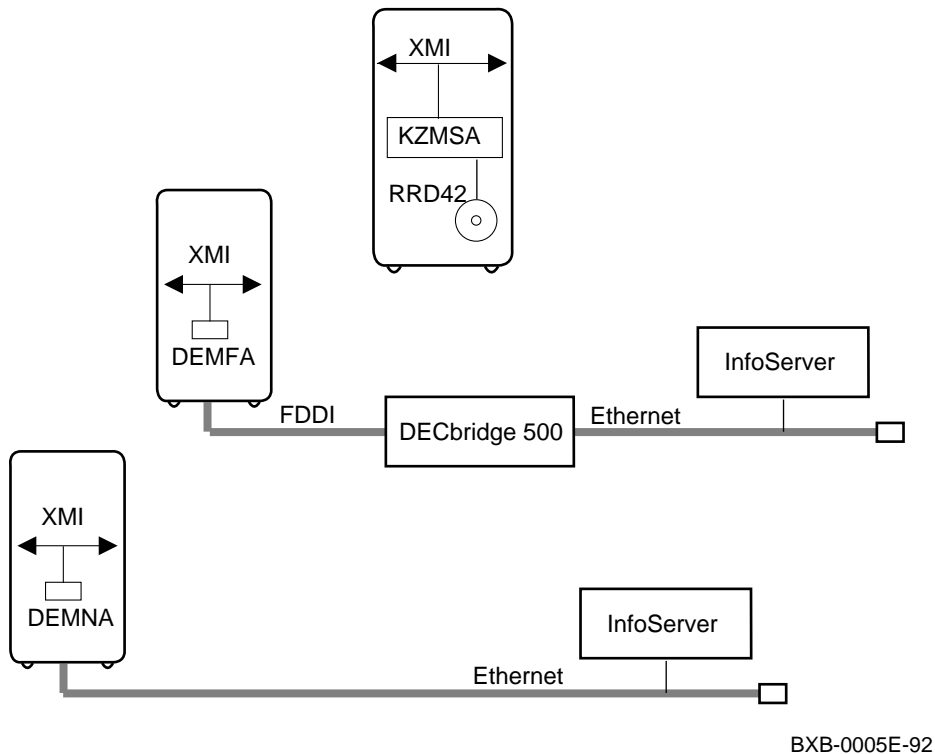 XMI
KZMSA
RRD42
XMI
DEMFA
FDDI
DECbridge 500
Ethernet
InfoServer
XMI
DEMNA
Ethernet
InfoServer
BXB-0005E-92